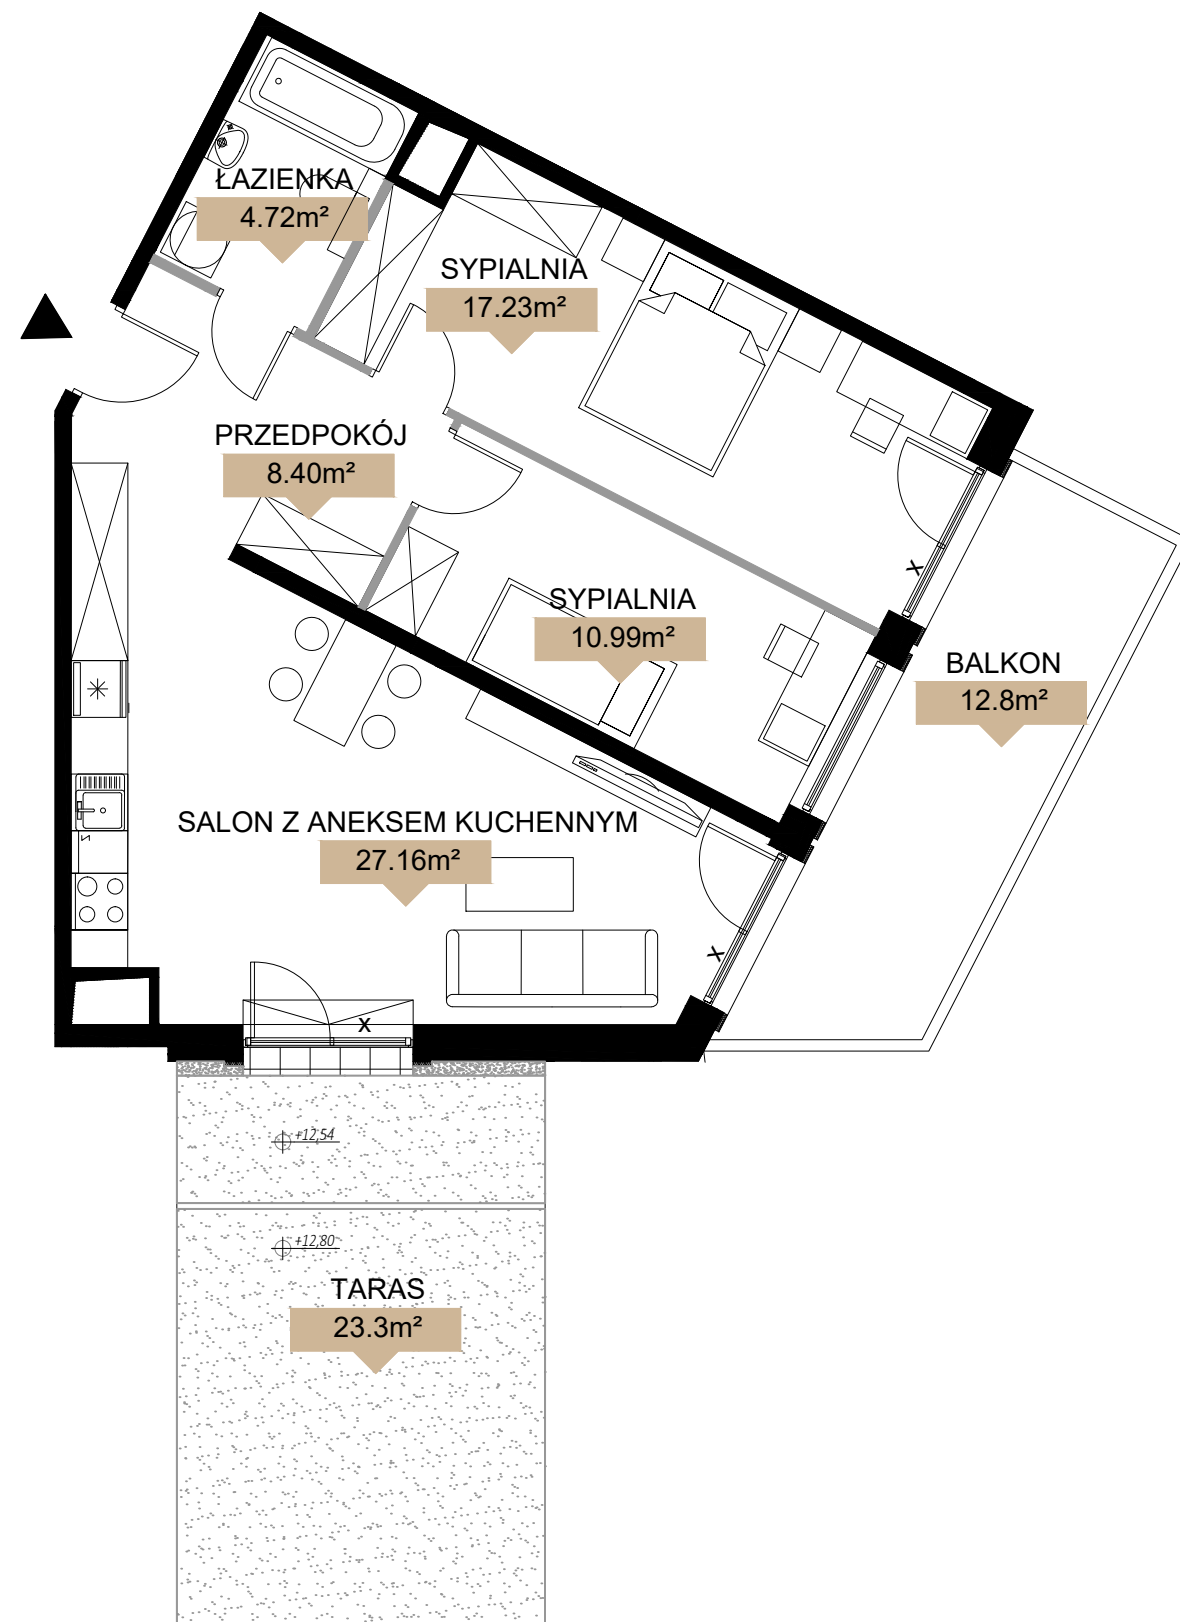 ŁAZIENKA
4.72m²
SYPIALNIA
17.23m²
PRZEDPOKÓJ
8.40m²
SYPIALNIA
10.99m²
BALKON
12.8m²
SALON Z ANEKSEM KUCHENNYM
27.16m²
x
x
x
+12,54
+12,80
TARAS
23.3m²